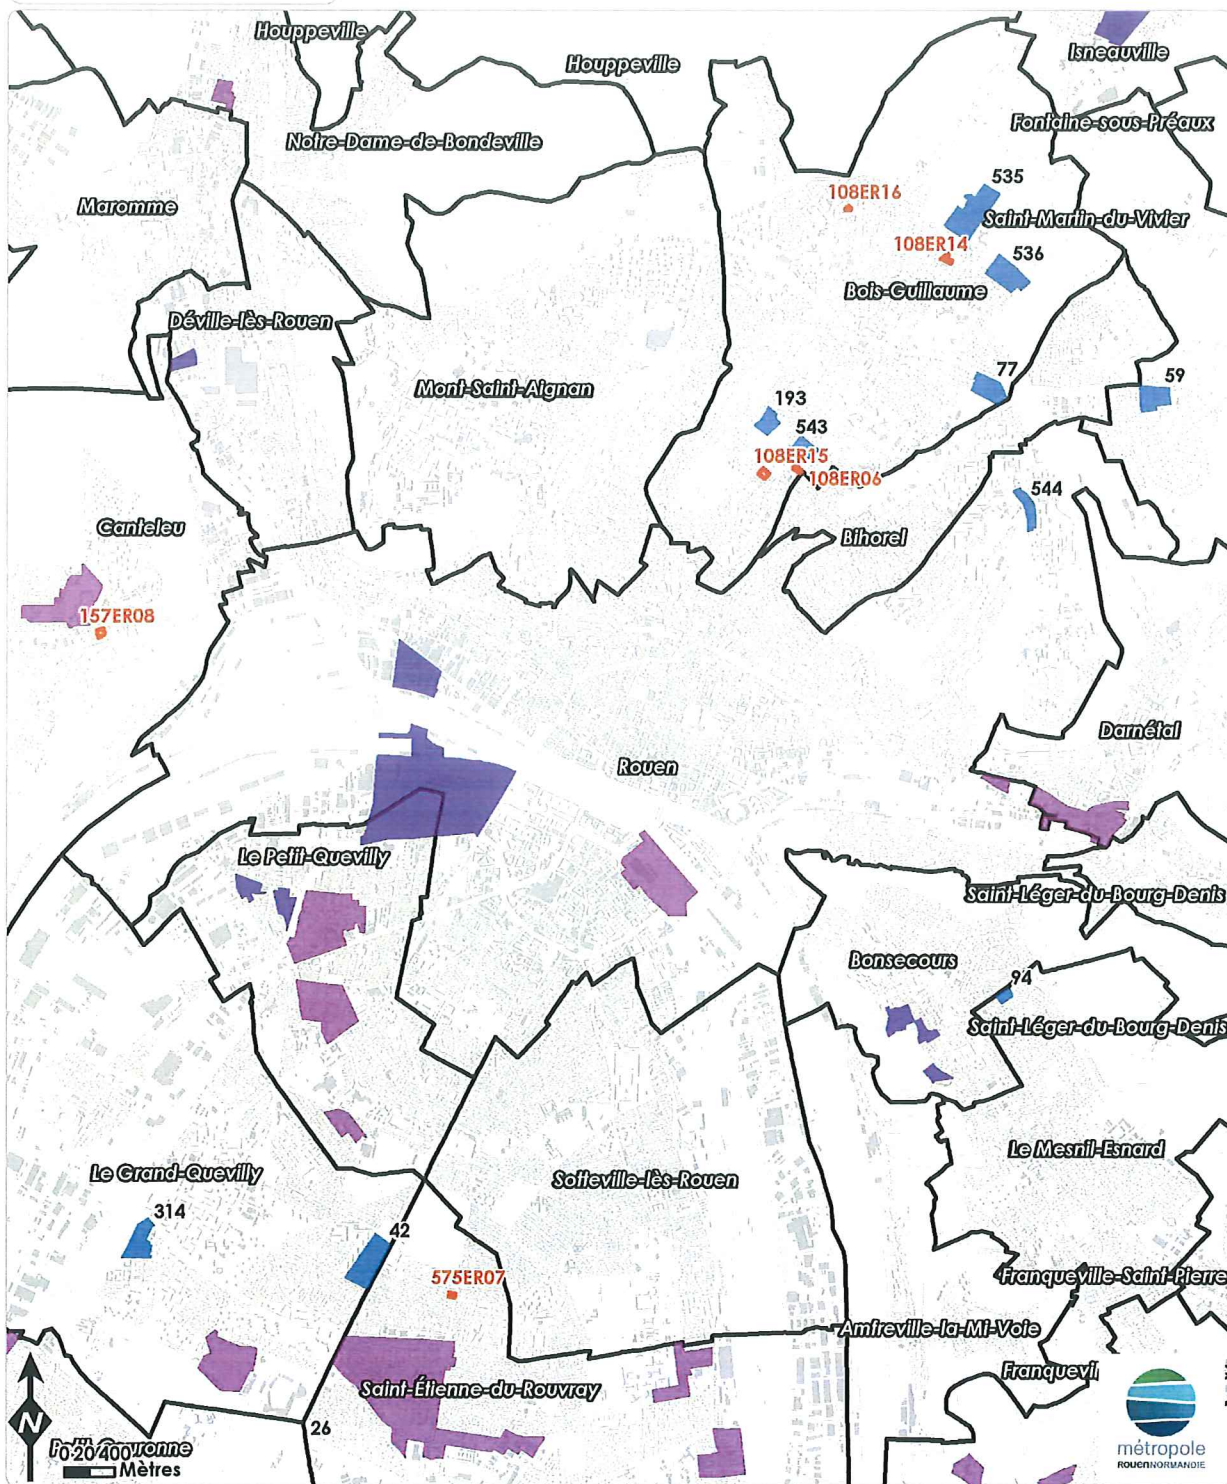 Houppeville
Isneauville
Houppeville
Fontaine-sous-Préaux
Notre-Dame-de-Bondeville
535
108ER16
Maromme
Saint-Martin-du-Vivier
108ER14
536
Bois-Guillaume
Déville-lès-Rouen
77
59
Mont-Saint-Aignan
193
543
108ER15
108ER06
544
Canteleu
Bihorel
157ER08
Darnétal
Rouen
Le Petit-Quevilly
Saint-Léger-du-Bourg-Denis
Bonsecours
94
Saint-Léger-du-Bourg-Denis
Le Mesnil-Esnard
Le Grand-Quevilly
Sotteville-lès-Rouen
314
42
575ER07
Franqueville-Saint-Pierre
Amfreville-la-Mi-Voie
Franquevil
Saint-Étienne-du-Rouvray
N
26
0 20 400
Mètres
métropole
ROUENNORMANDIE